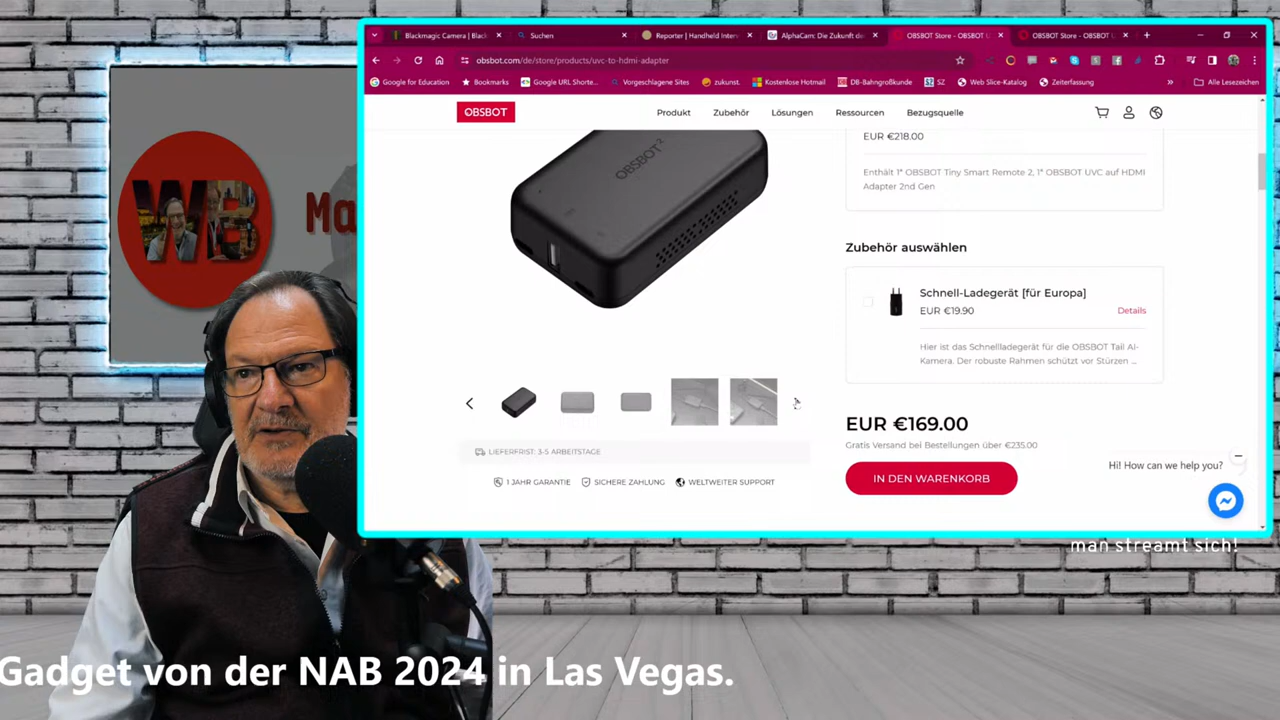 Blackmagic Camera | Black
Suchen
Reporter | Handheld Inter
AlphaCam: Die Zukunft de
OBSBOT Store - OBSBOT U
OBSBOT Store - OBSBOT U
obsbot.com/de/store/products/uvc-to-hdmi-adapter
Google for Education
Bookmarks
Google URL Shorte...
Vorgeschlagene Sites
zukunst.
Kostenlose Hotmail
DB-Bahngroßkunde
SZ
Web Slice-Katalog
Zeiterfassung
Alle Lesezeichen
OBSBOT
Produkt
Zubehör
Lösungen
Ressourcen
Bezugsquelle
EUR €218.00
Enthält 1* OBSBOT Tiny Smart Remote 2, 1* OBSBOT UVC auf HDMI
Adapter 2nd Gen
OBSBOT
Zubehör auswählen
Schnell-Ladegerät [für Europa]
EUR €19.90
Details
Hier ist das Schnellladegerät für die OBSBOT Tail AI-
Kamera. Der robuste Rahmen schützt vor Stürzen ...
EUR €169.00
Gratis Versand bei Bestellungen über €235.00
IN DEN WARENKORB
LIEFERFRIST: 3-5 ARBEITSTAGE
1 JAHR GARANTIE
SICHERE ZAHLUNG
WELTWEITER SUPPORT
Hi! How can we help you?
WB
Ma
man streamt sich!
Gadget von der NAB 2024 in Las Vegas.